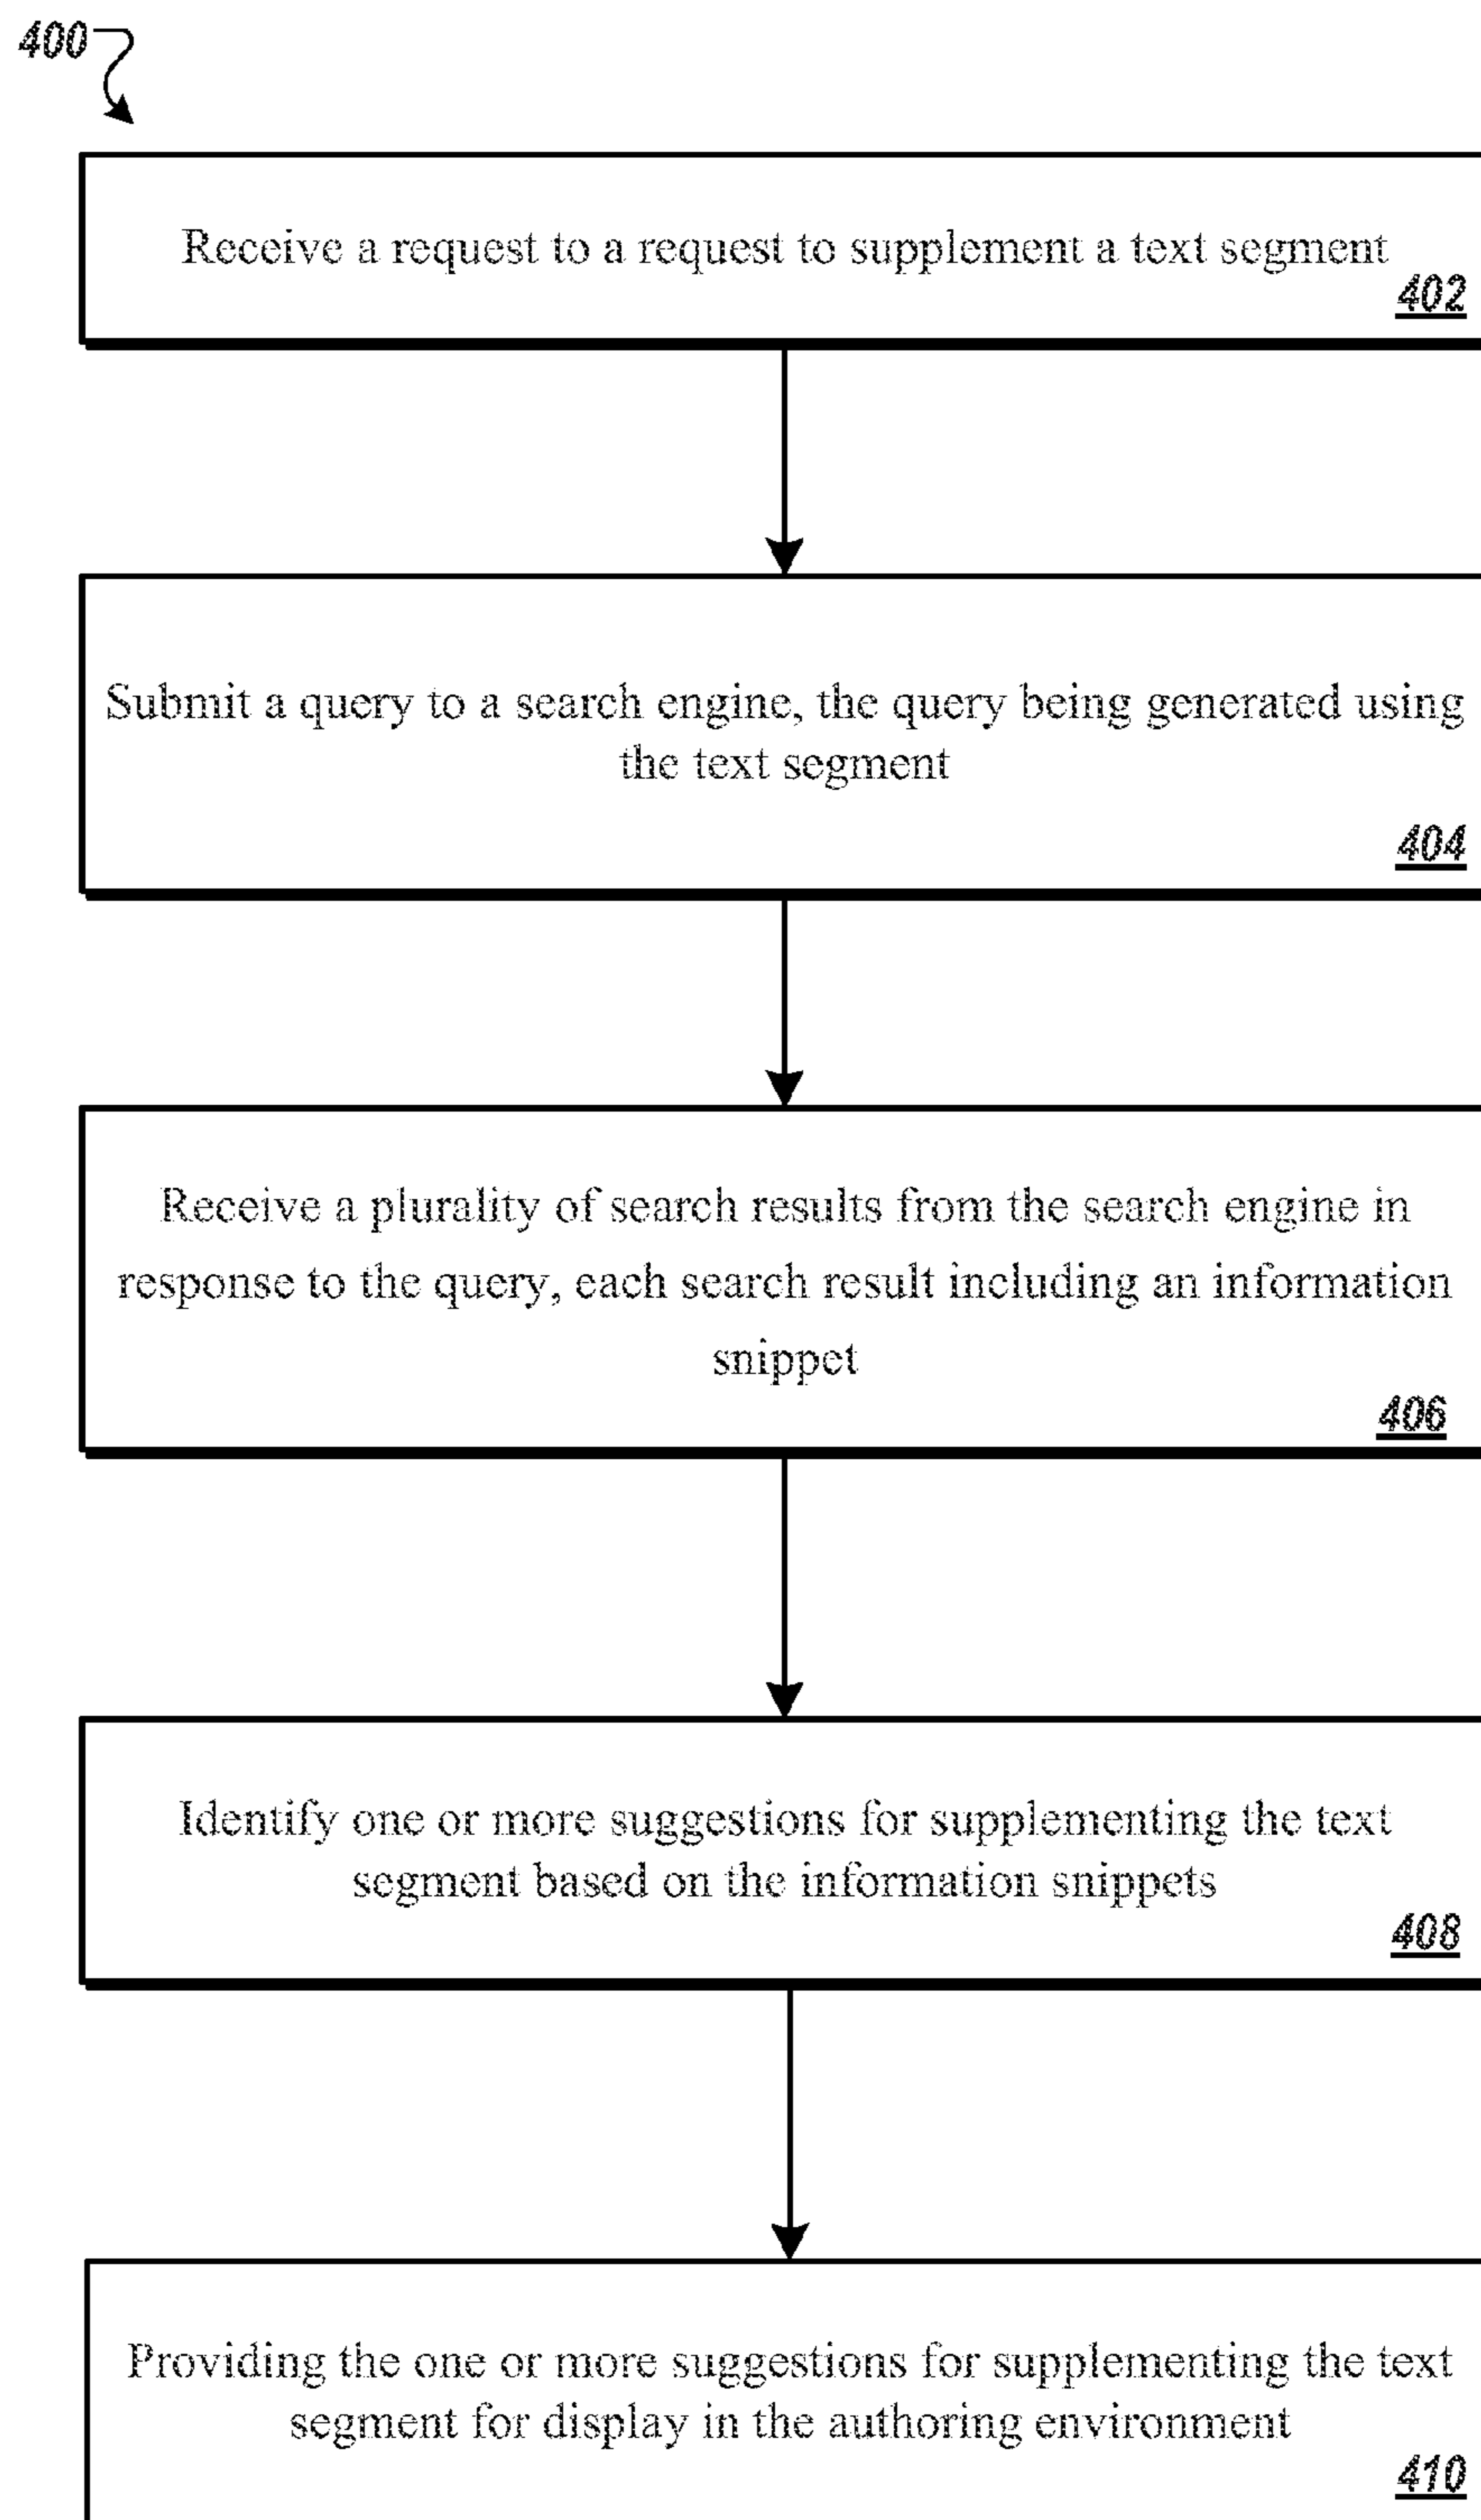 400
Receive a request to a request to supplement a text segment
402
Submit a query to a search engine, the query being generated using
the text segment
404
Receive a plurality of search results from the search engine in
response to the query, each search result including an information
snippet
406
Identify one or more suggestions for supplementing the text
segment based on the information snippets
408
Providing the one or more suggestions for supplementing the text
segment for display in the authoring environment
410